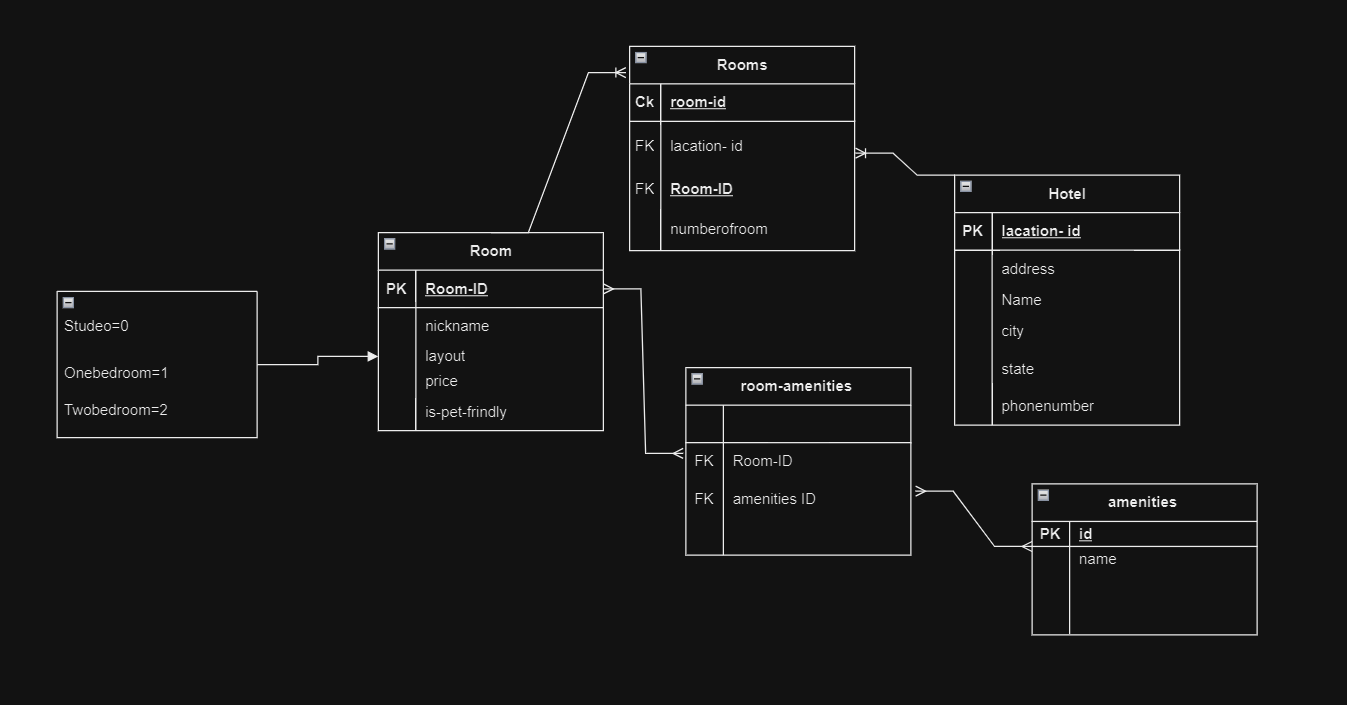 Rooms
Ck room-id
FK lacation- id
FK Room-ID
numberofroom
Hotel
PK lacation- id
address
Name
city
state
phonenumber
Room
PK Room-ID
nickname
layout
price
is-pet-frindly
Studeo=0
Onebedroom=1
Twobedroom=2
room-amenities
FK Room-ID
FK amenities ID
amenities
PK id
name